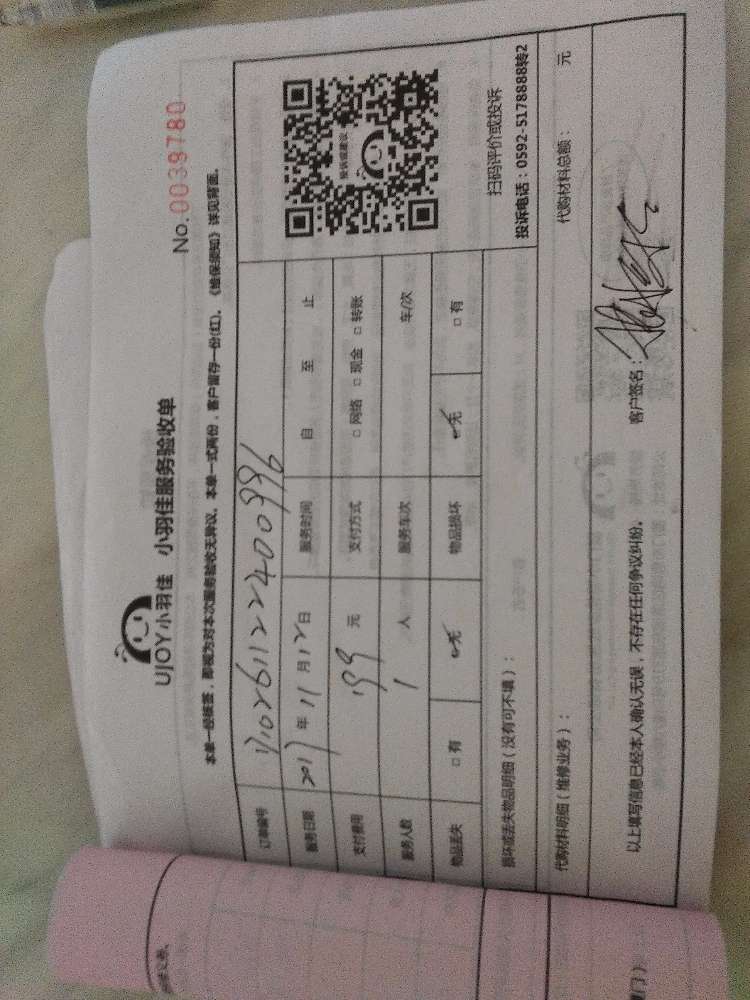 UJOY小羽佳 小羽佳服务验收单
No.0039780
本单一经接签，即视为对本次服务验收无异议。本单一式两份，客户留存一份(红)。《维保须知》详见背面。
订单编号
服务日期 2017 年 11 月 12 日 服务时间 自 至 止
支付费用 199 元 支付方式 □ 网络 □ 现金 □ 转账
服务人数 1 人 服务车次 车/次
物品丢失 □ 有 ☑ 无 物品损坏 ☑ 无 □ 有
投诉或建议
扫码评价或投诉
投诉电话：0592-5178888转2
损坏或丢失物品明细（没有可不填）：
代购材料明细（维修业务）： 代购材料总额： 元
以上填写信息已经本人确认无误，不存在任何争议纠纷。 客户签名：